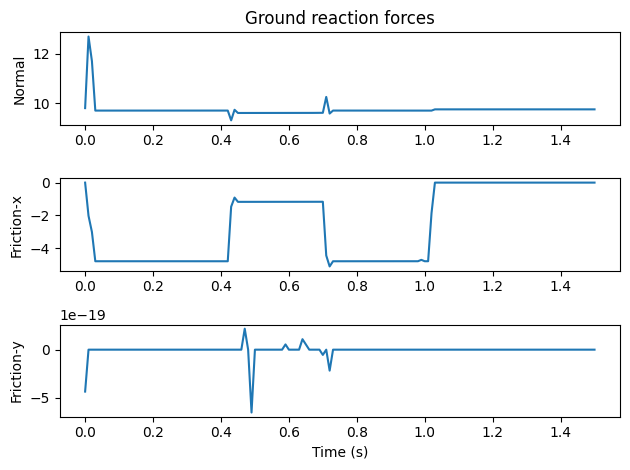 Ground reaction forces
Normal
12
10
0.0 0.2 0.4 0.6 0.8 1.0 1.2 1.4
Friction-x
0
−2
−4
0.0 0.2 0.4 0.6 0.8 1.0 1.2 1.4
1e−19
Friction-y
0
−5
0.0 0.2 0.4 0.6 0.8 1.0 1.2 1.4
Time (s)